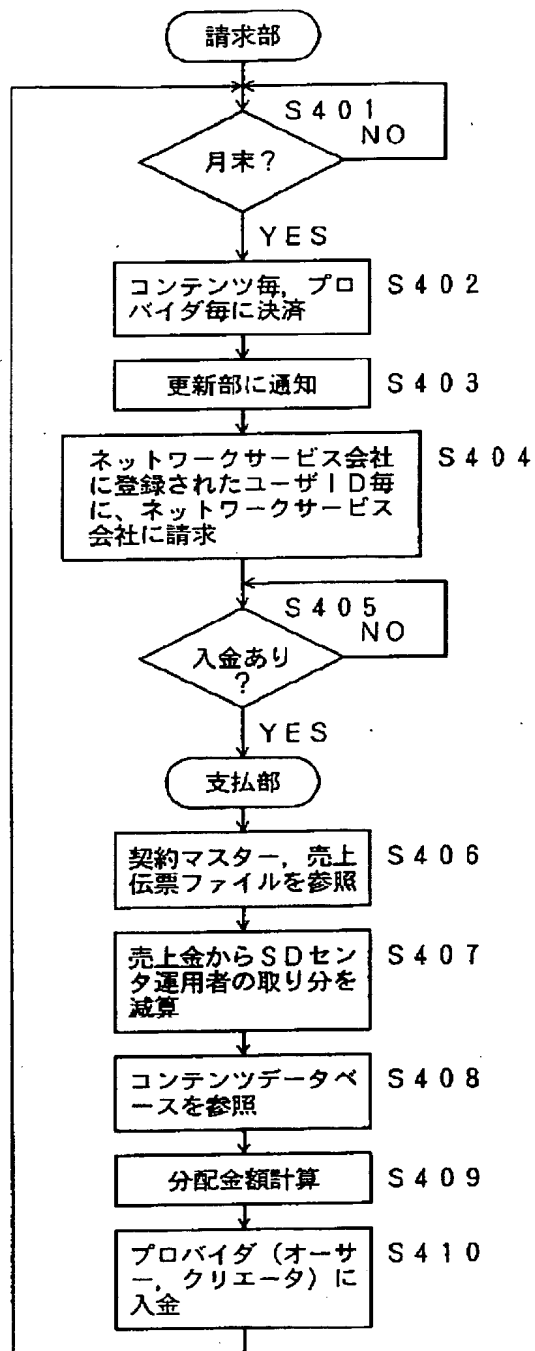 請求部
S401
NO
月末?
YES
コンテンツ毎,プロ
バイダ毎に決済
S402
更新部に通知
S403
ネットワークサービス会社
に登録されたユーザID毎
に、ネットワークサービス
会社に請求
S404
S405
NO
入金あり
?
YES
支払部
契約マスター,売上
伝票ファイルを参照
S406
売上金からSDセン
タ運用者の取り分を
減算
S407
コンテンツデータベ
ースを参照
S408
分配金額計算
S409
プロバイダ(オーサ
ー,クリエータ)に
入金
S410